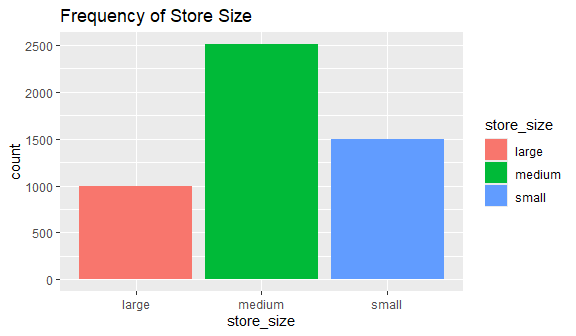 Frequency of Store Size
2500
2000
1500
1000
500
0
count
large medium small
store_size
store_size
large
medium
small